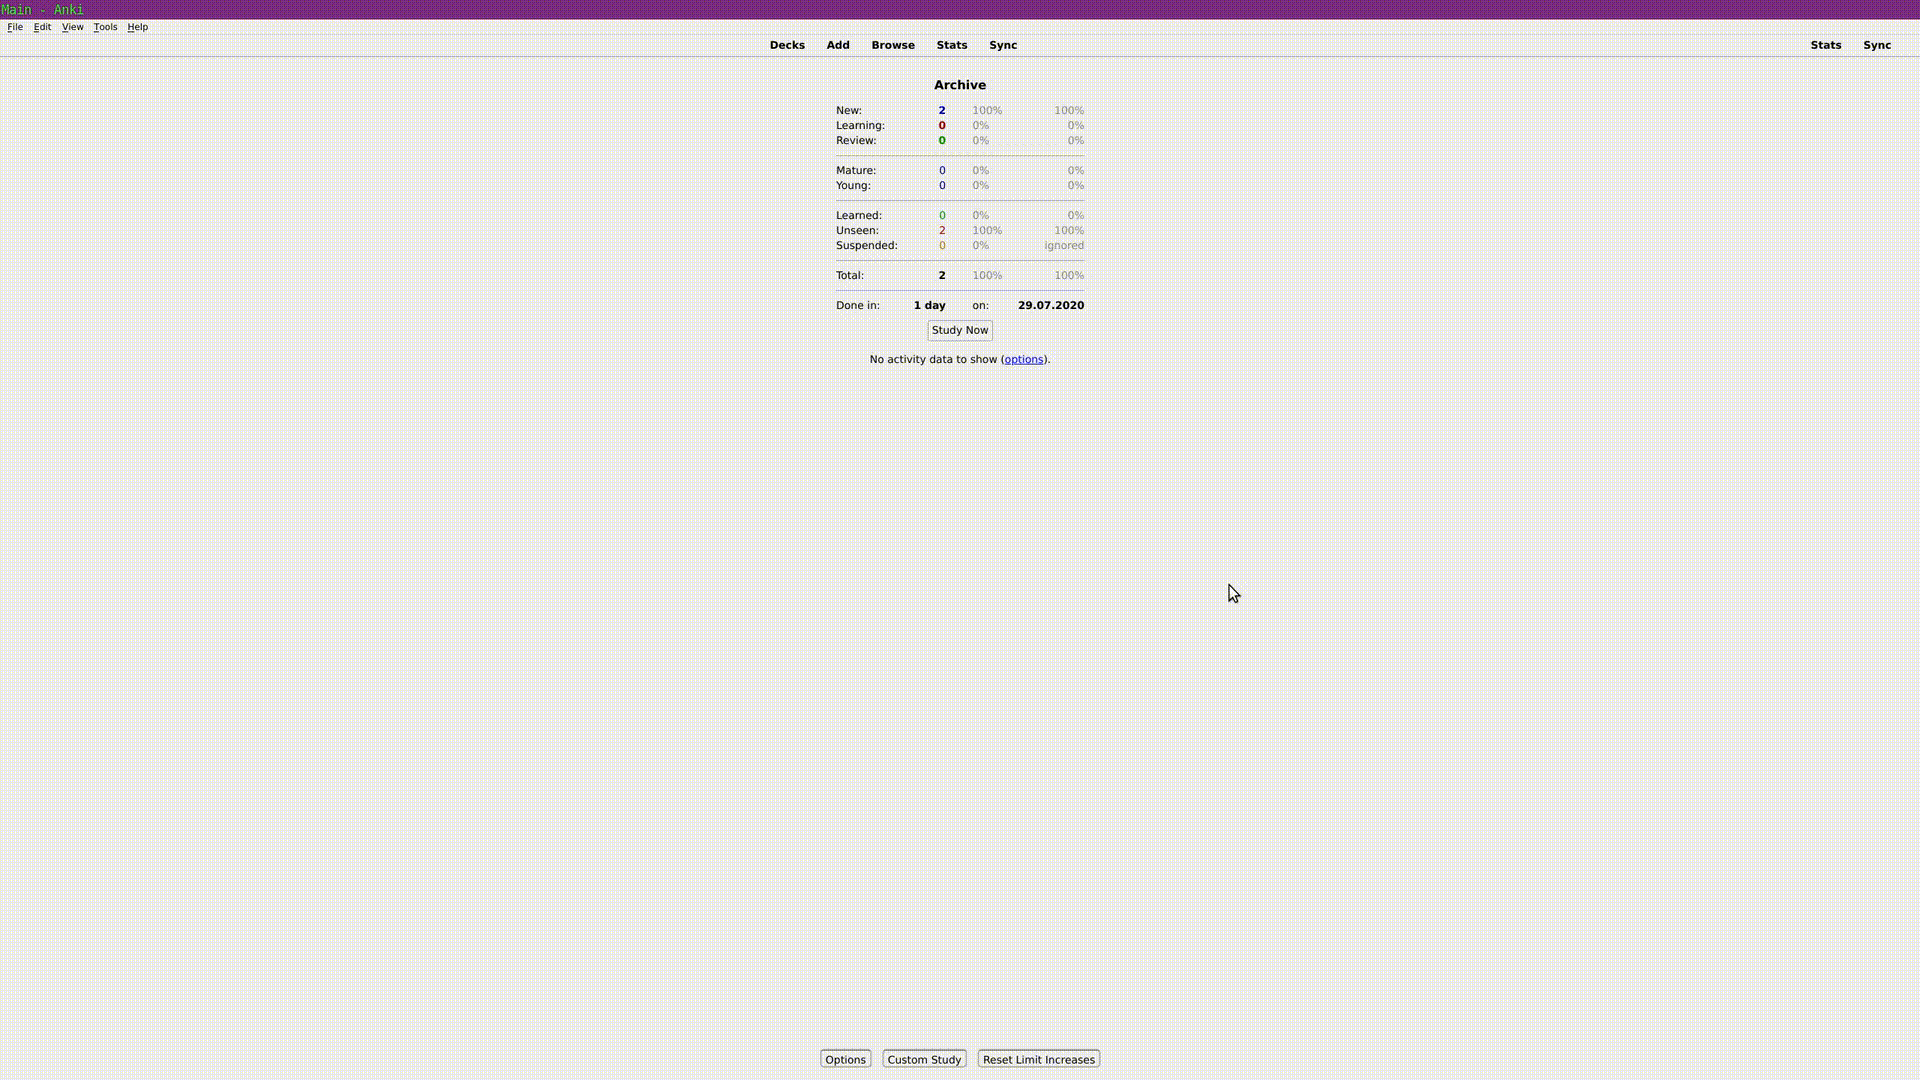 Main - Anki
File Edit View Tools Help
Decks Add Browse Stats Sync Stats Sync
Archive
New: 2 100% 100%
Learning: 0 0% 0%
Review: 0 0% 0%
Mature: 0 0% 0%
Young: 0 0% 0%
Learned: 0 0% 0%
Unseen: 2 100% 100%
Suspended: 0 0% ignored
Total: 2 100% 100%
Done in: 1 day on: 29.07.2020
Study Now
No activity data to show (options).
Options Custom Study Reset Limit Increases